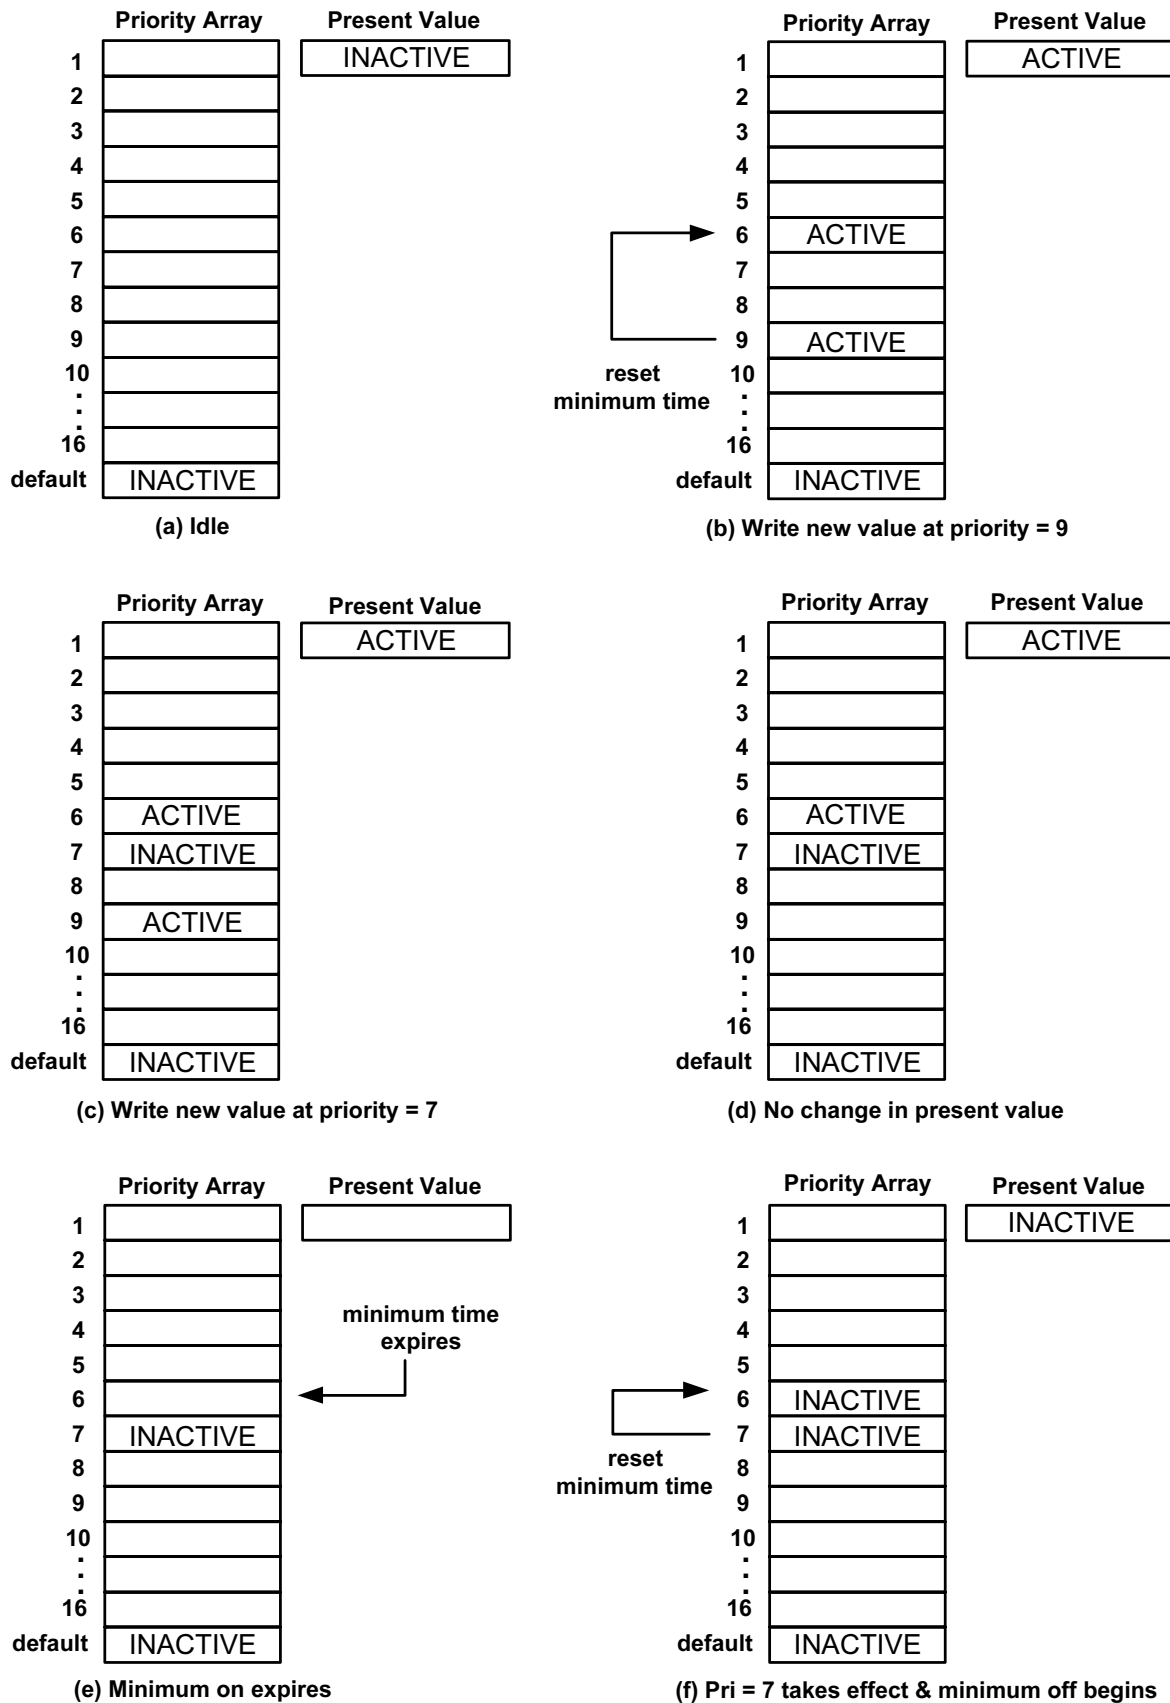 Priority Array Present Value
1 INACTIVE
2
3
4
5
6
7
8
9
10
.
.
.
16
default INACTIVE
(a) Idle
Priority Array Present Value
1 ACTIVE
2
3
4
5
6 ACTIVE
7
8
9 ACTIVE
reset
minimum time
10
.
.
.
16
default INACTIVE
(b) Write new value at priority = 9
Priority Array Present Value
1 ACTIVE
2
3
4
5
6 ACTIVE
7 INACTIVE
8
9 ACTIVE
10
.
.
.
16
default INACTIVE
(c) Write new value at priority = 7
Priority Array Present Value
1 ACTIVE
2
3
4
5
6 ACTIVE
7 INACTIVE
8
9
10
.
.
.
16
default INACTIVE
(d) No change in present value
Priority Array Present Value
1
2
3
4
minimum time
expires
5
6
7 INACTIVE
8
9
10
.
.
.
16
default INACTIVE
(e) Minimum on expires
Priority Array Present Value
1 INACTIVE
2
3
4
5
6 INACTIVE
7 INACTIVE
reset
minimum time
8
9
10
.
.
.
16
default INACTIVE
(f) Pri = 7 takes effect & minimum off begins